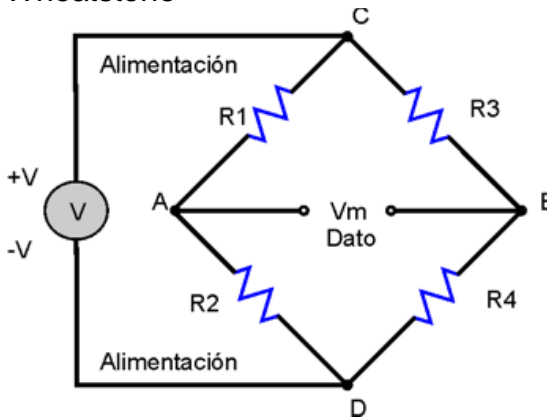 C
Alimentación
R1
R3
+V
V
A
Vm
Dato
-V
R2
R4
Alimentación
D